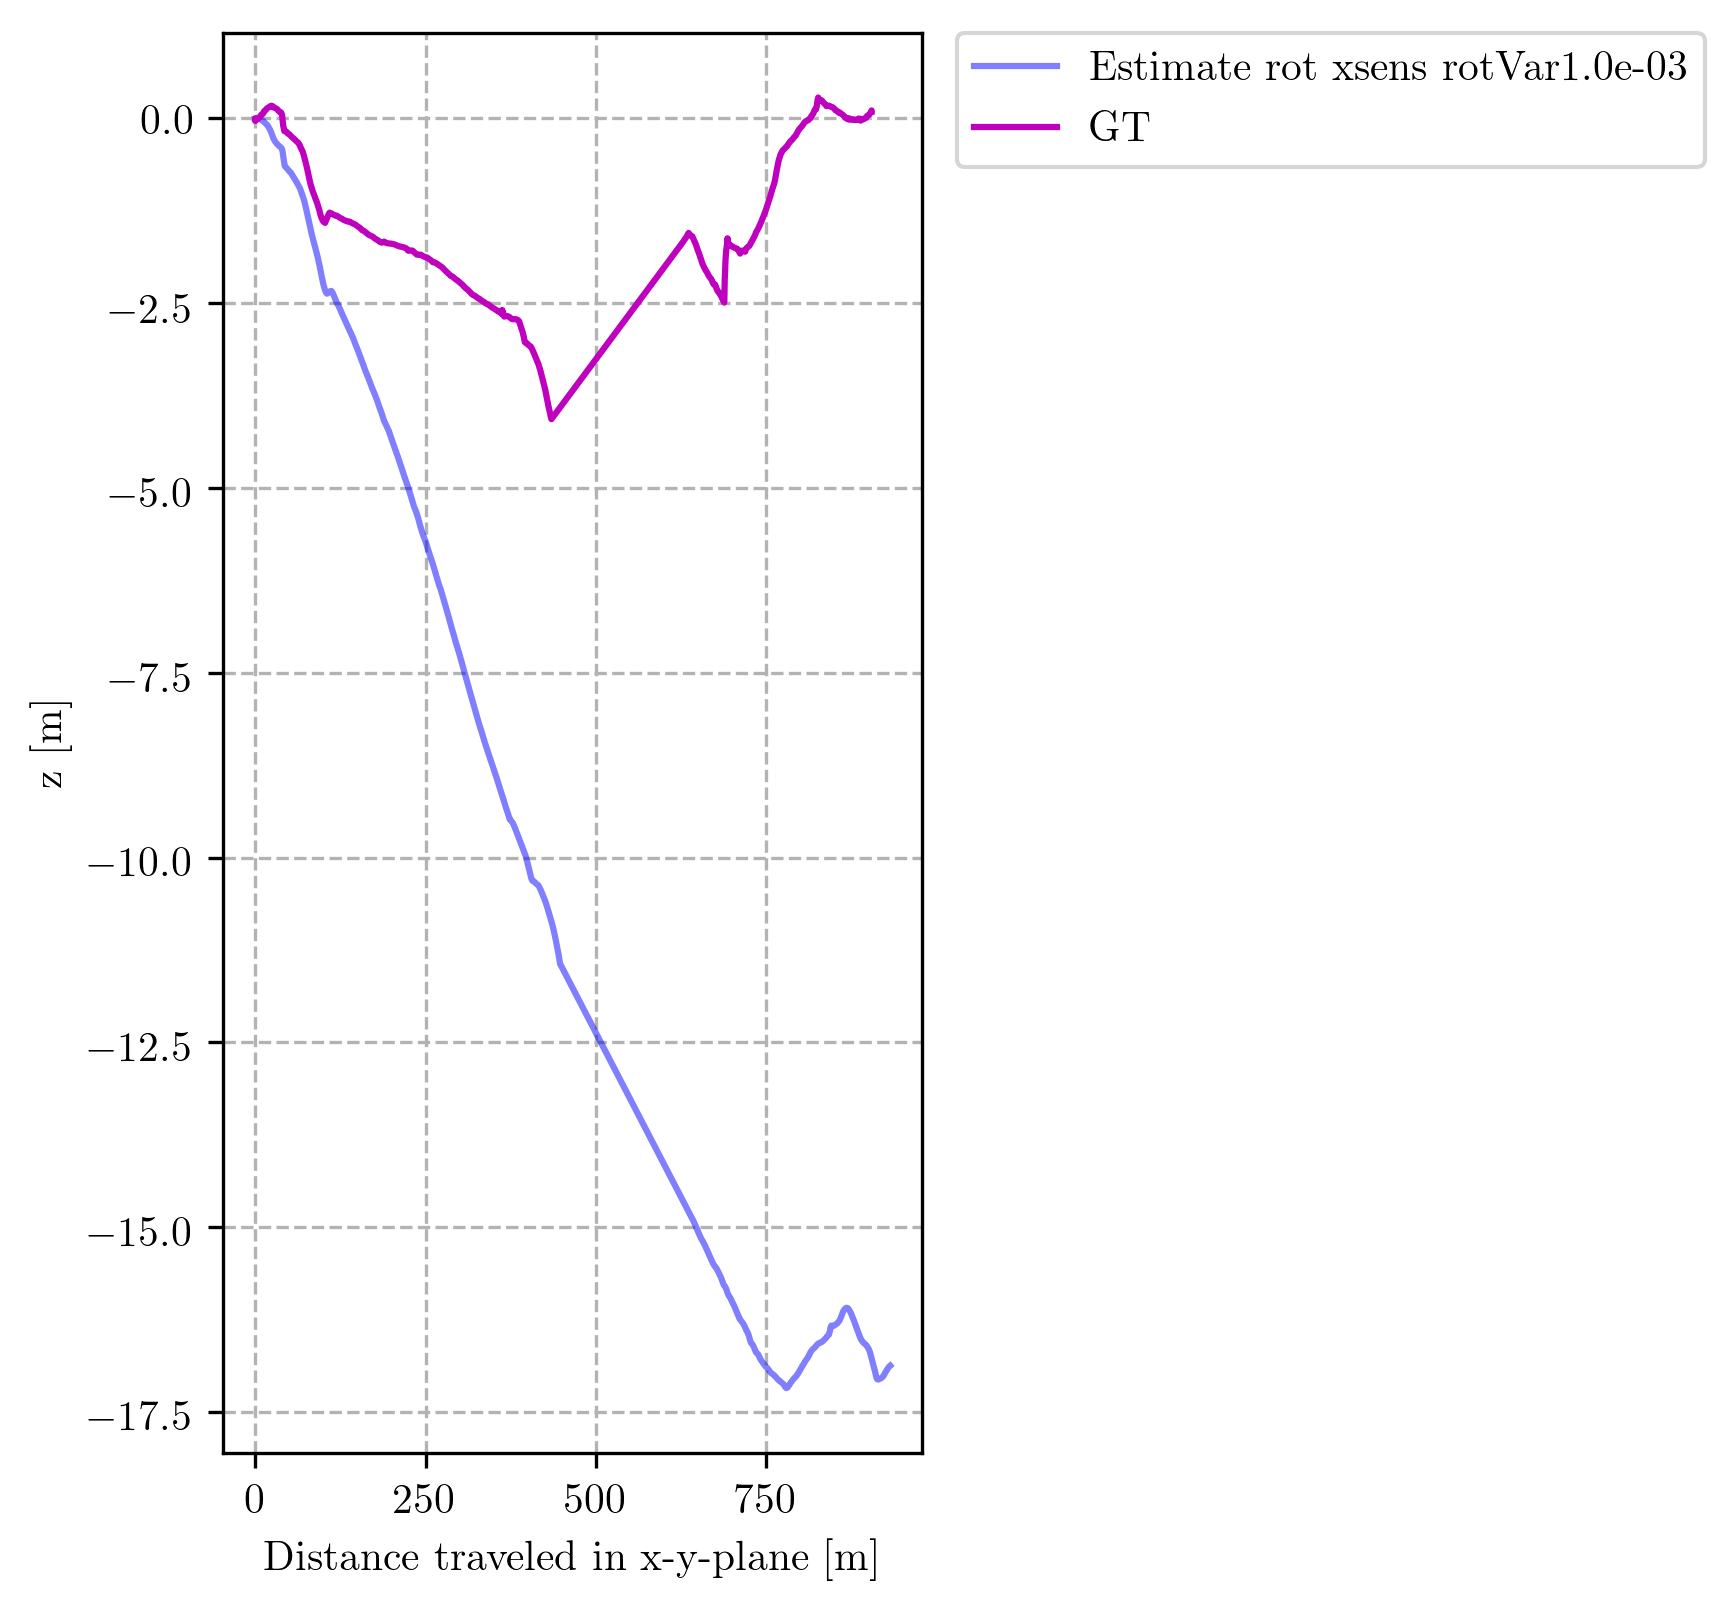 Estimate rot xsens rotVar1.0e-03
GT
0.0
−2.5
−5.0
−7.5
−10.0
−12.5
−15.0
−17.5
z [m]
0 250 500 750
Distance traveled in x-y-plane [m]